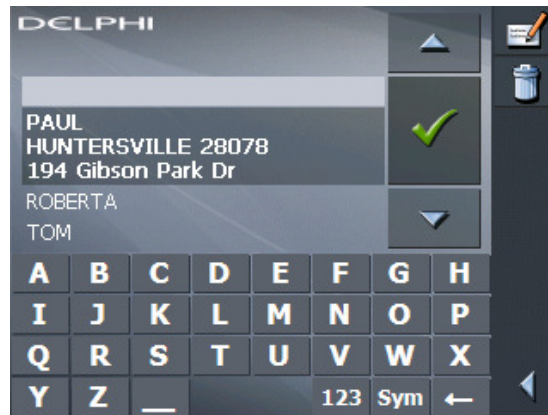 DELPHI
PAUL
HUNTERSVILLE 28078
194 Gibson Park Dr
ROBERTA
TOM
A B C D E F G H
I J K L M N O P
Q R S T U V W X
Y Z _ 123 Sym ←